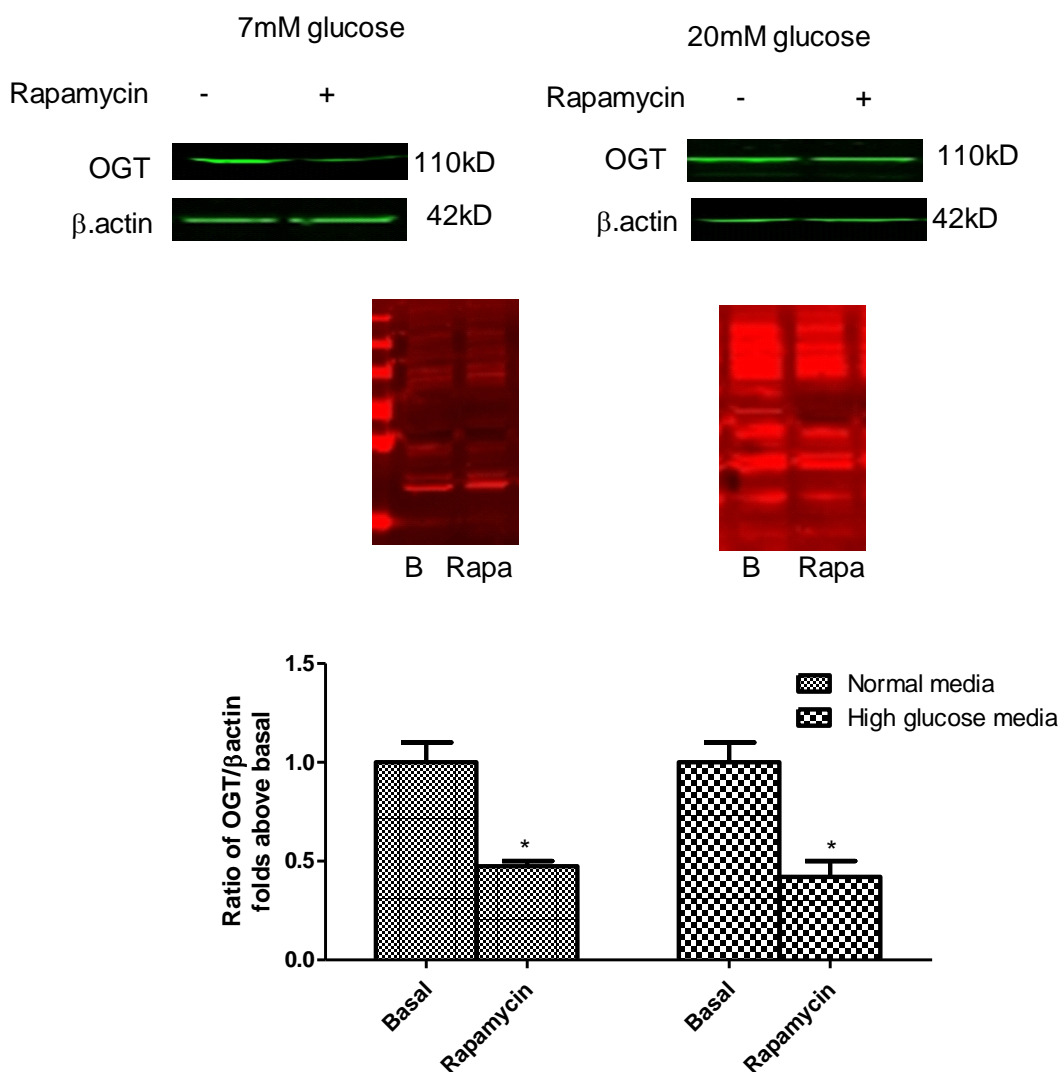 7mM glucose
20mM glucose
Rapamycin - +
Rapamycin - +
OGT 110kD
OGT 110kD
β.actin 42kD
β.actin 42kD
B Rapa
B Rapa
Ratio of OGT/βactin
folds above basal
1.5
1.0
0.5
0.0
* *
Normal media
High glucose media
Basal
Rapamycin
Basal
Rapamycin